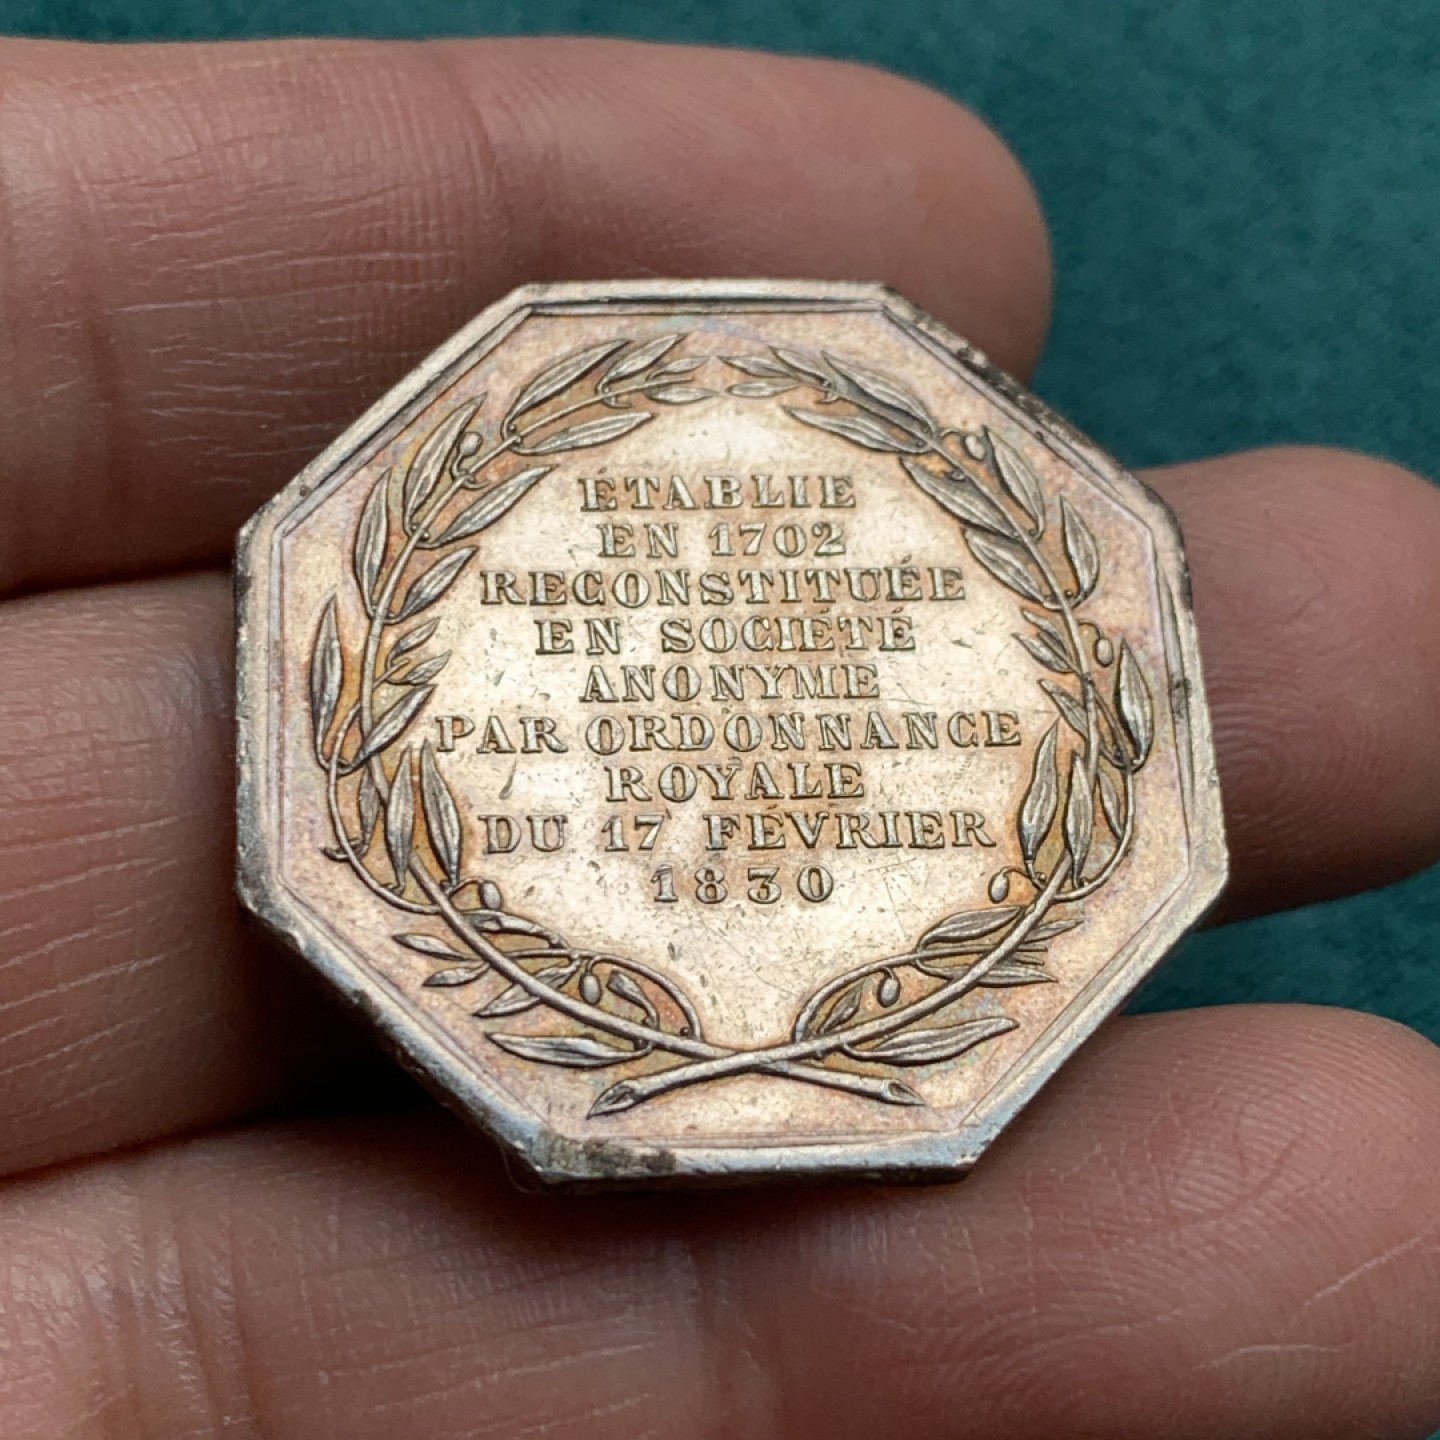 ÉTABLIE
EN 1702
RECONSTITUÉE
EN SOCIÉTÉ
ANONYME
PAR ORDONNANCE
ROYALE
DU 17 FÉVRIER
1830